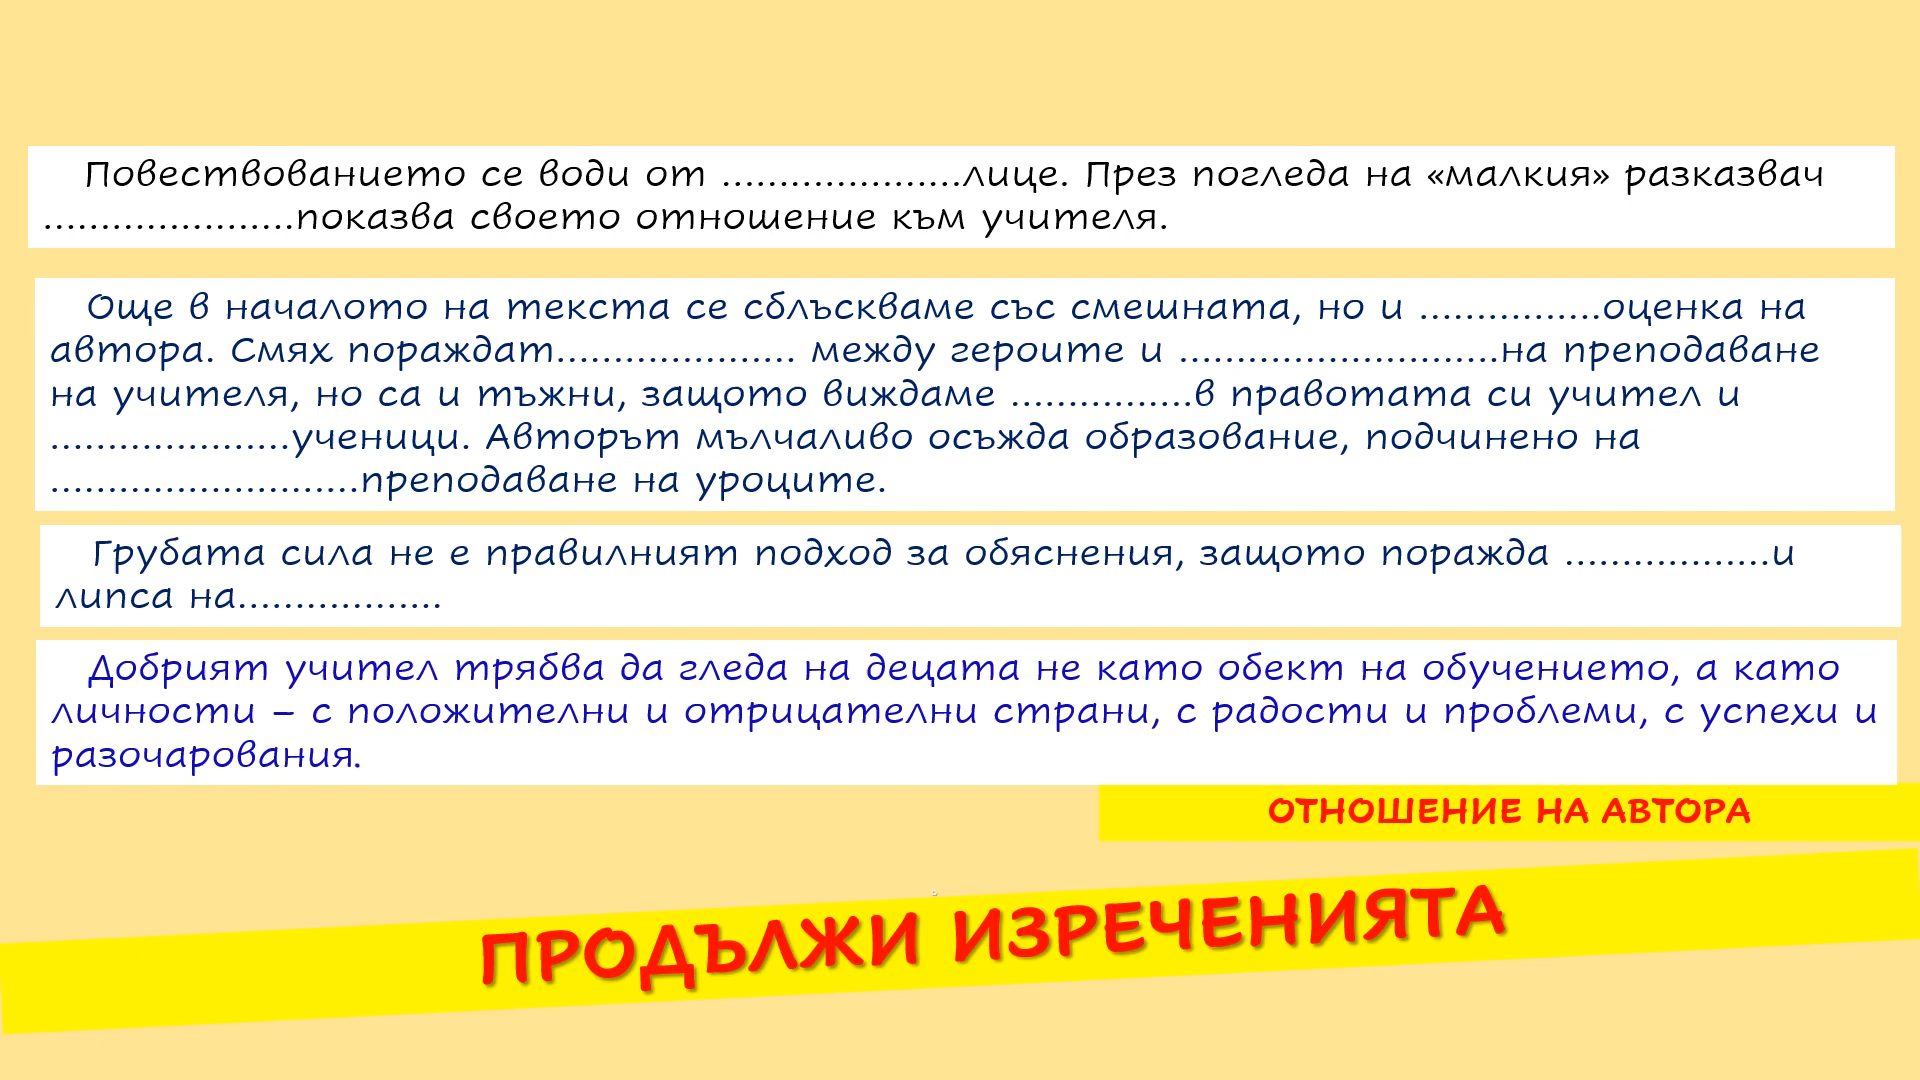 Повествованието се води от .....................лице. През погледа на «малкия» разказвач
......................показва своето отношение към учителя.
Още в началото на текста се сблъскваме със смешната, но и ................оценка на
автора. Смях пораждат..................... между героите и ............................на преподаване
на учителя, но са и тъжни, защото виждаме ................в правотата си учител и
.....................ученици. Авторът мълчаливо осъжда образование, подчинено на
...........................преподаване на уроците.
Грубата сила не е правилният подход за обяснения, защото поражда ..................и
липса на..................
Добрият учител трябва да гледа на децата не като обект на обучението, а като
личности – с положителни и отрицателни страни, с радости и проблеми, с успехи и
разочарования.
ОТНОШЕНИЕ НА АВТОРА
ПРОДЪЛЖИ ИЗРЕЧЕНИЯТА